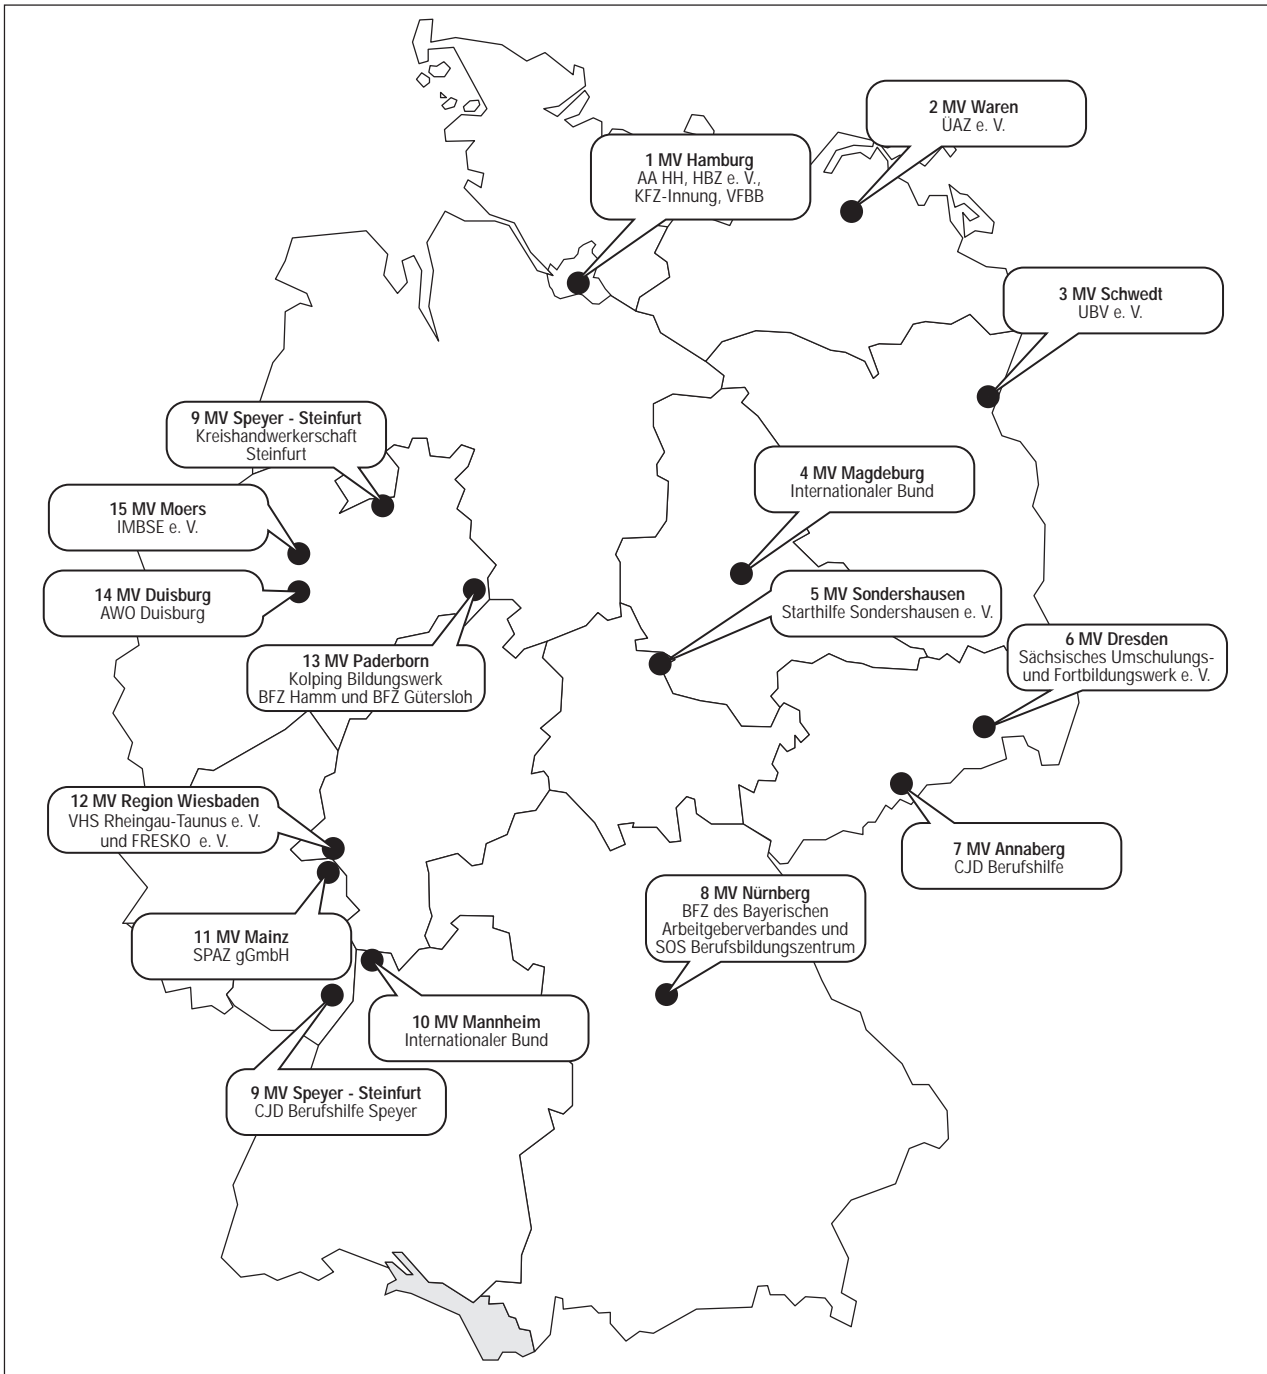 2 MV Waren
ÜAZ e. V.
1 MV Hamburg
AA HH, HBZ e. V.,
KFZ-Innung, VFBB
3 MV Schwedt
UBV e. V.
9 MV Speyer - Steinfurt
Kreishandwerkerschaft
Steinfurt
4 MV Magdeburg
Internationaler Bund
15 MV Moers
IMBSE e. V.
14 MV Duisburg
AWO Duisburg
5 MV Sondershausen
Starthilfe Sondershausen e. V.
6 MV Dresden
Sächsisches Umschulungs-
und Fortbildungswerk e. V.
13 MV Paderborn
Kolping Bildungswerk
BFZ Hamm und BFZ Gütersloh
12 MV Region Wiesbaden
VHS Rheingau-Taunus e. V.
und FRESKO e. V.
7 MV Annaberg
CJD Berufshilfe
8 MV Nürnberg
BFZ des Bayerischen
Arbeitgeberverbandes und
SOS Berufsbildungszentrum
11 MV Mainz
SPAZ gGmbH
10 MV Mannheim
Internationaler Bund
9 MV Speyer - Steinfurt
CJD Berufshilfe Speyer